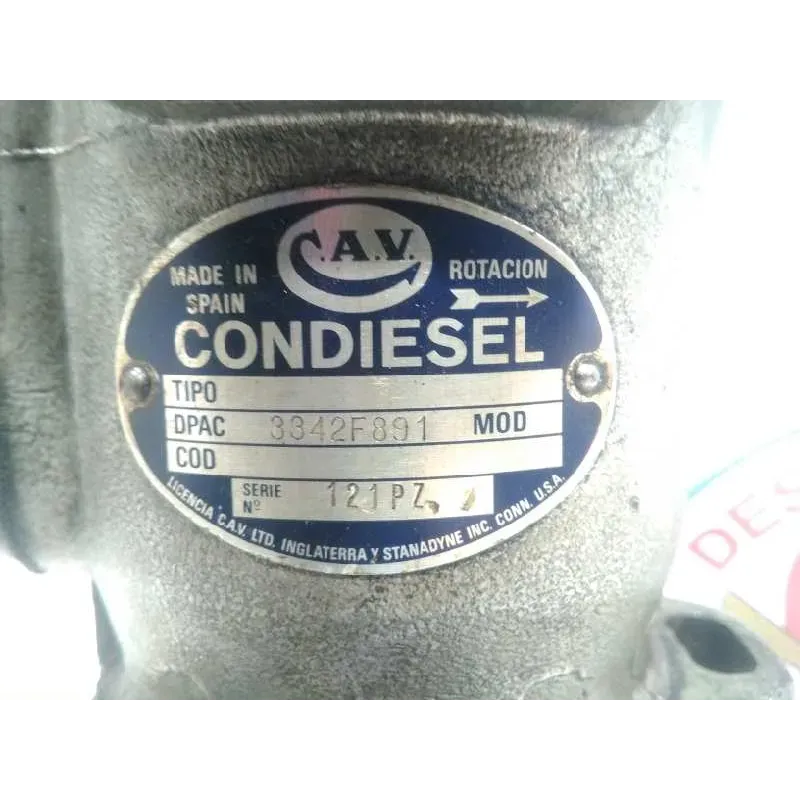 C.A.V.
MADE IN
SPAIN
ROTACION
CONDIESEL
TIPO
DPAC 3342F891 MOD
COD
SERIE
Nº 121PZ
LICENCIA C.A.V. LTD. INGLATERRA Y STANADYNE INC. CONN. U.S.A.
DES